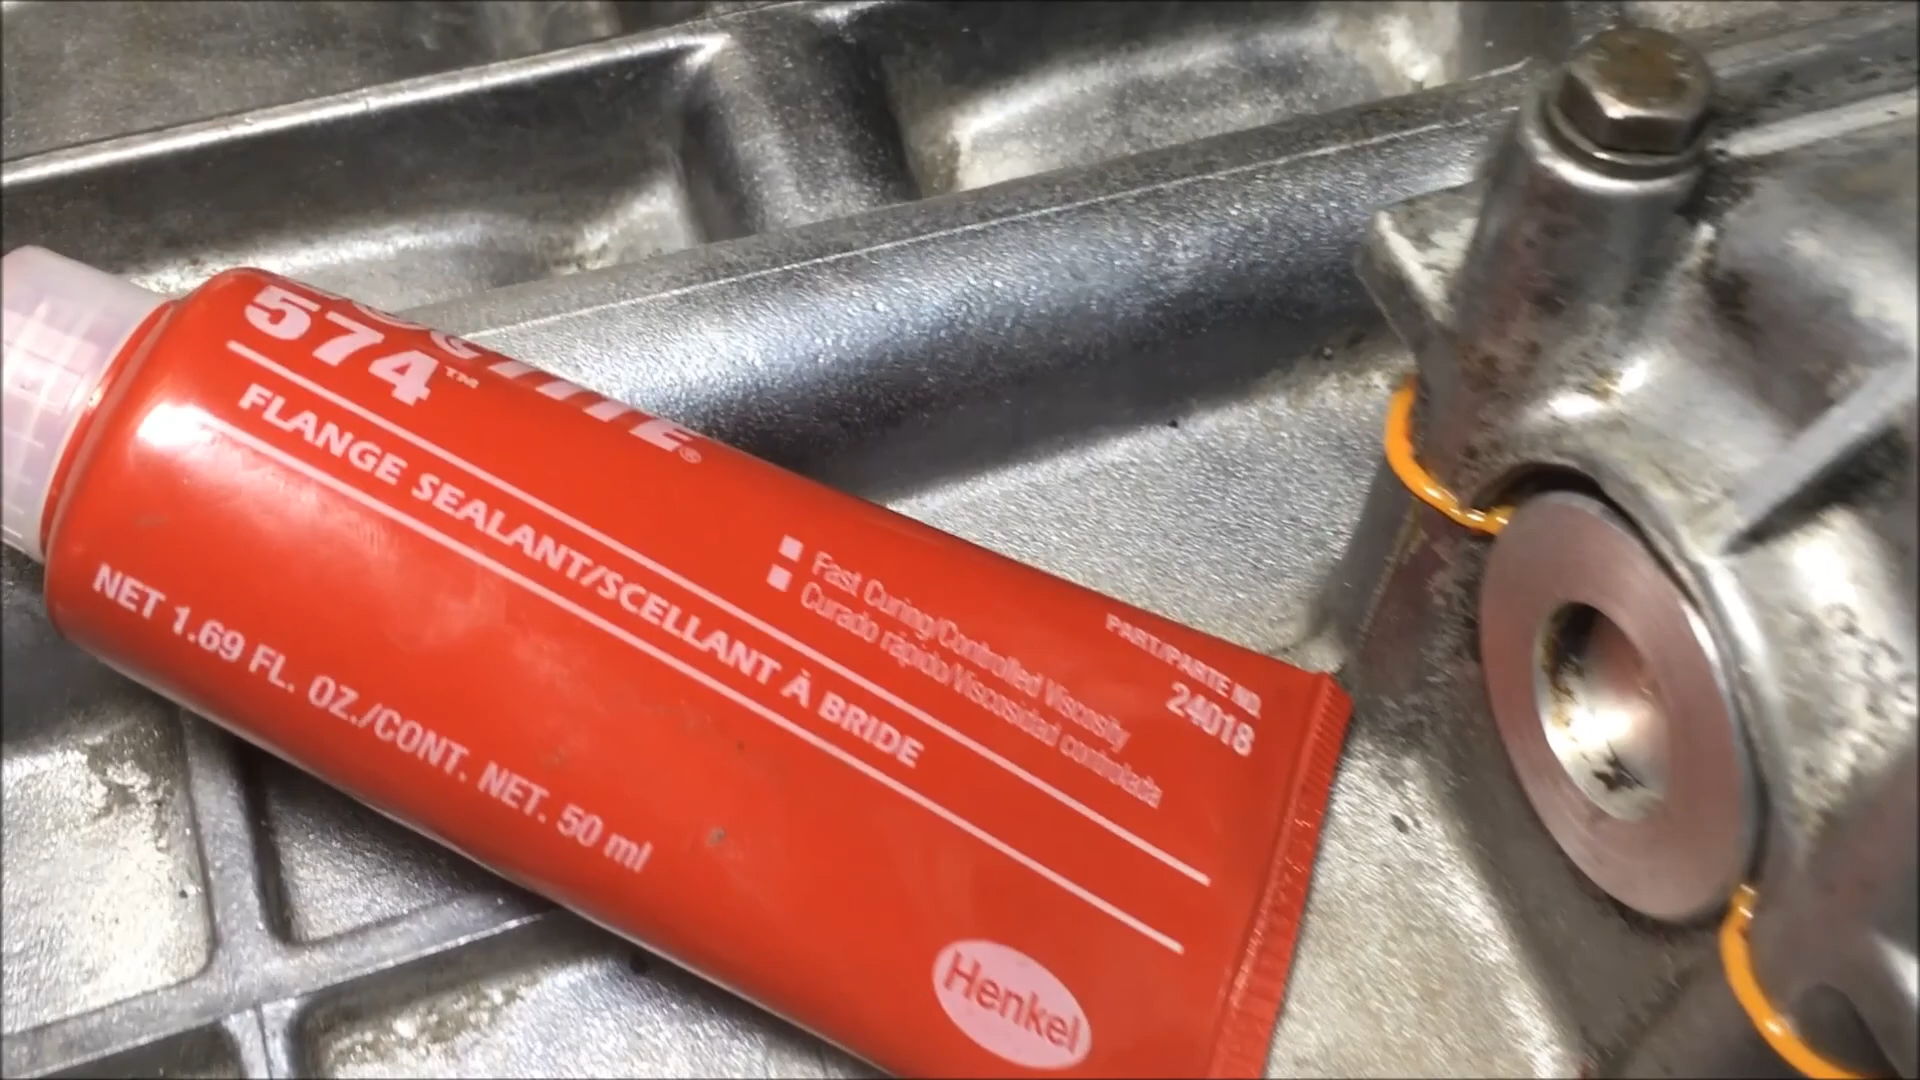 LOCTITE®
574™
FLANGE SEALANT/SCELLANT À BRIDE
Fast Curing/Controlled Viscosity
Curado rápido/Viscosidad controlada
PART/PARTE NO.
24018
NET 1.69 FL. OZ./CONT. NET. 50 ml
Henkel